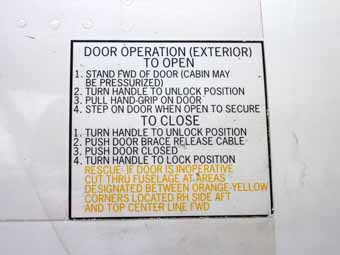 DOOR OPERATION (EXTERIOR)
TO OPEN
1. STAND FWD OF DOOR (CABIN MAY
BE PRESSURIZED)
2. TURN HANDLE TO UNLOCK POSITION
3. PULL HAND-GRIP ON DOOR
4. STEP ON DOOR WHEN OPEN TO SECURE
TO CLOSE
1. TURN HANDLE TO UNLOCK POSITION
2. PUSH DOOR BRACE RELEASE CABLE
3. PUSH DOOR CLOSED
4. TURN HANDLE TO LOCK POSITION
RESCUE- IF DOOR IS INOPERATIVE
CUT THRU FUSELAGE AT AREAS
DESIGNATED BETWEEN ORANGE-YELLOW
CORNERS LOCATED RH SIDE AFT
AND TOP CENTER LINE FWD